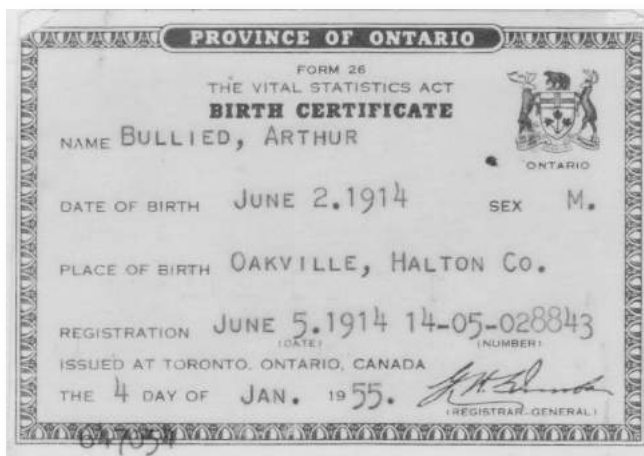 PROVINCE OF ONTARIO
FORM 26
THE VITAL STATISTICS ACT
BIRTH CERTIFICATE
ONTARIO
NAME BULLIED, ARTHUR
DATE OF BIRTH JUNE 2.1914 SEX M.
PLACE OF BIRTH OAKVILLE, HALTON CO.
REGISTRATION JUNE 5.1914 14-05-028843
(DATE) (NUMBER)
ISSUED AT TORONTO, ONTARIO, CANADA
THE 4 DAY OF JAN. 1955.
(REGISTRAR-GENERAL)
647054